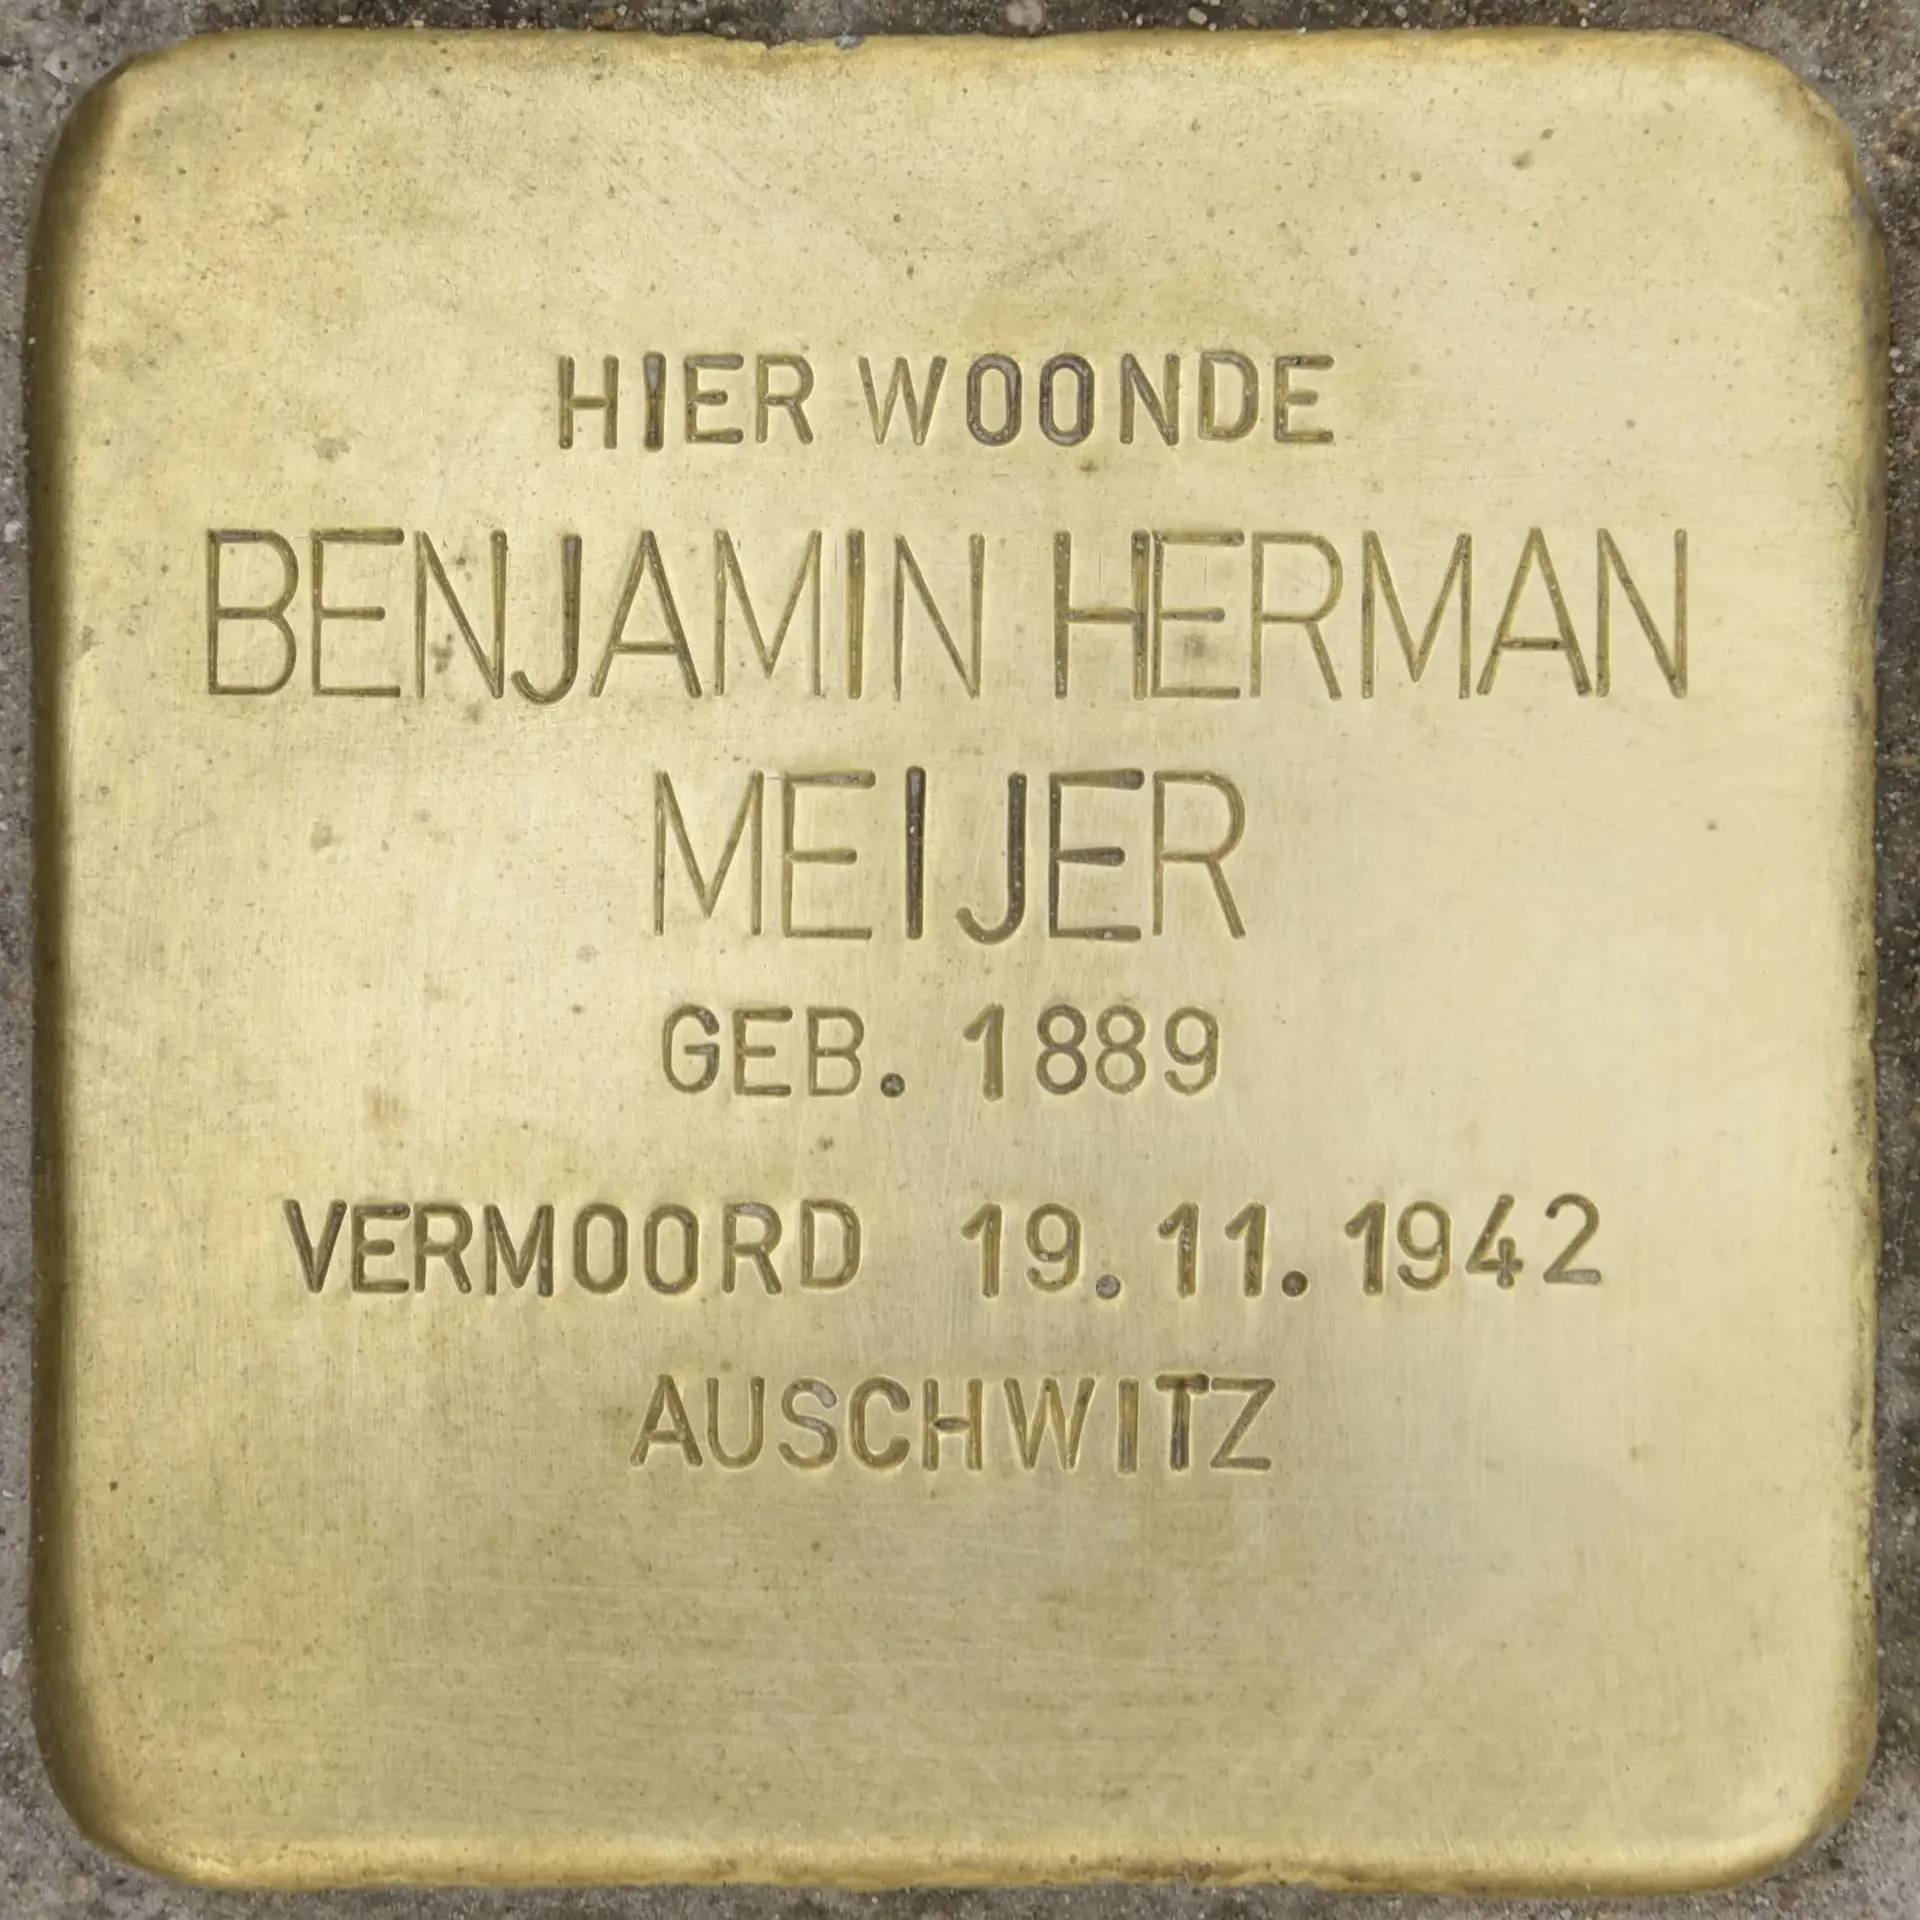 HIER WOONDE
BENJAMIN HERMAN
MEIJER
GEB. 1889
VERMOORD 19.11.1942
AUSCHWITZ